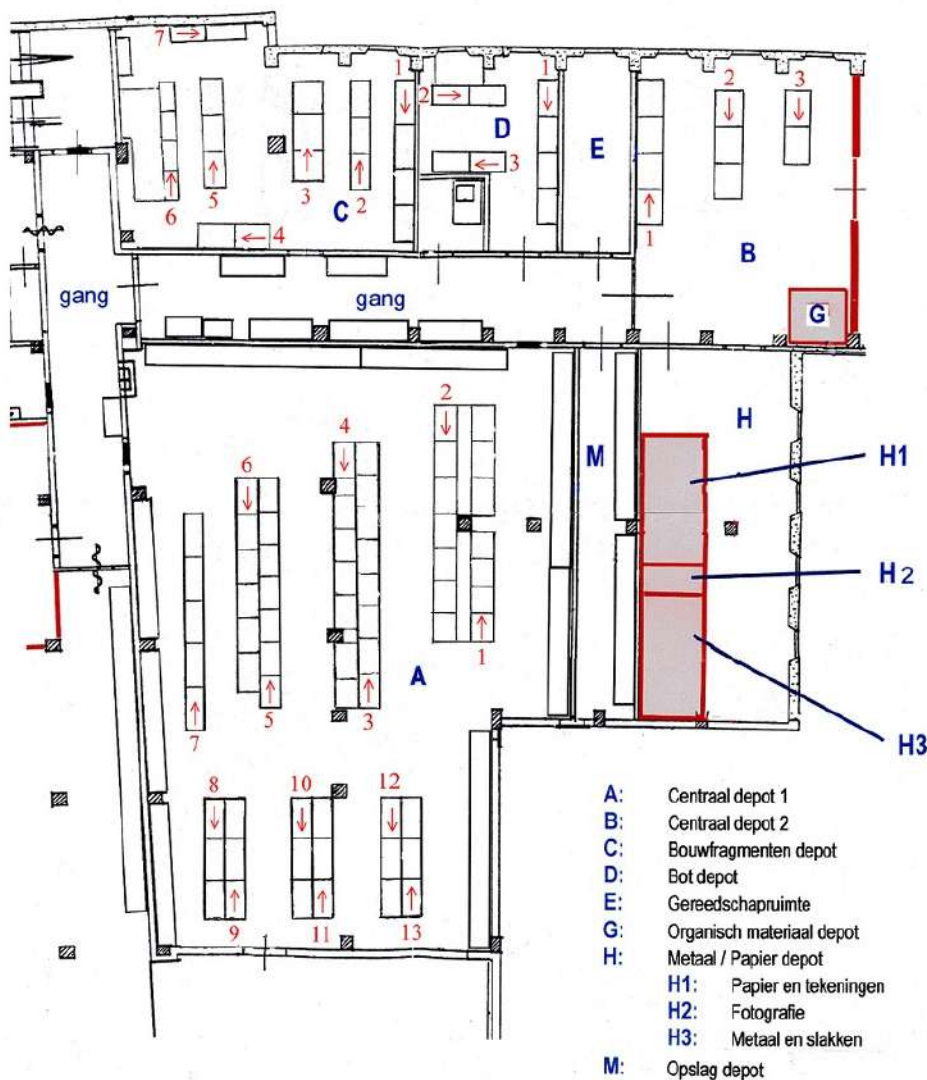 7
1
2
1
D
3
E
2
3
6
5
3
2
C
4
1
B
gang
gang
G
2
4
6
M
H
H1
H2
1
A
5
3
7
H3
8
10
12
9
11
13
A: Centraal depot 1
B: Centraal depot 2
C: Bouwfragmenten depot
D: Bot depot
E: Gereedschapruimte
G: Organisch materiaal depot
H: Metaal / Papier depot
H1: Papier en tekeningen
H2: Fotografie
H3: Metaal en slakken
M: Opslag depot